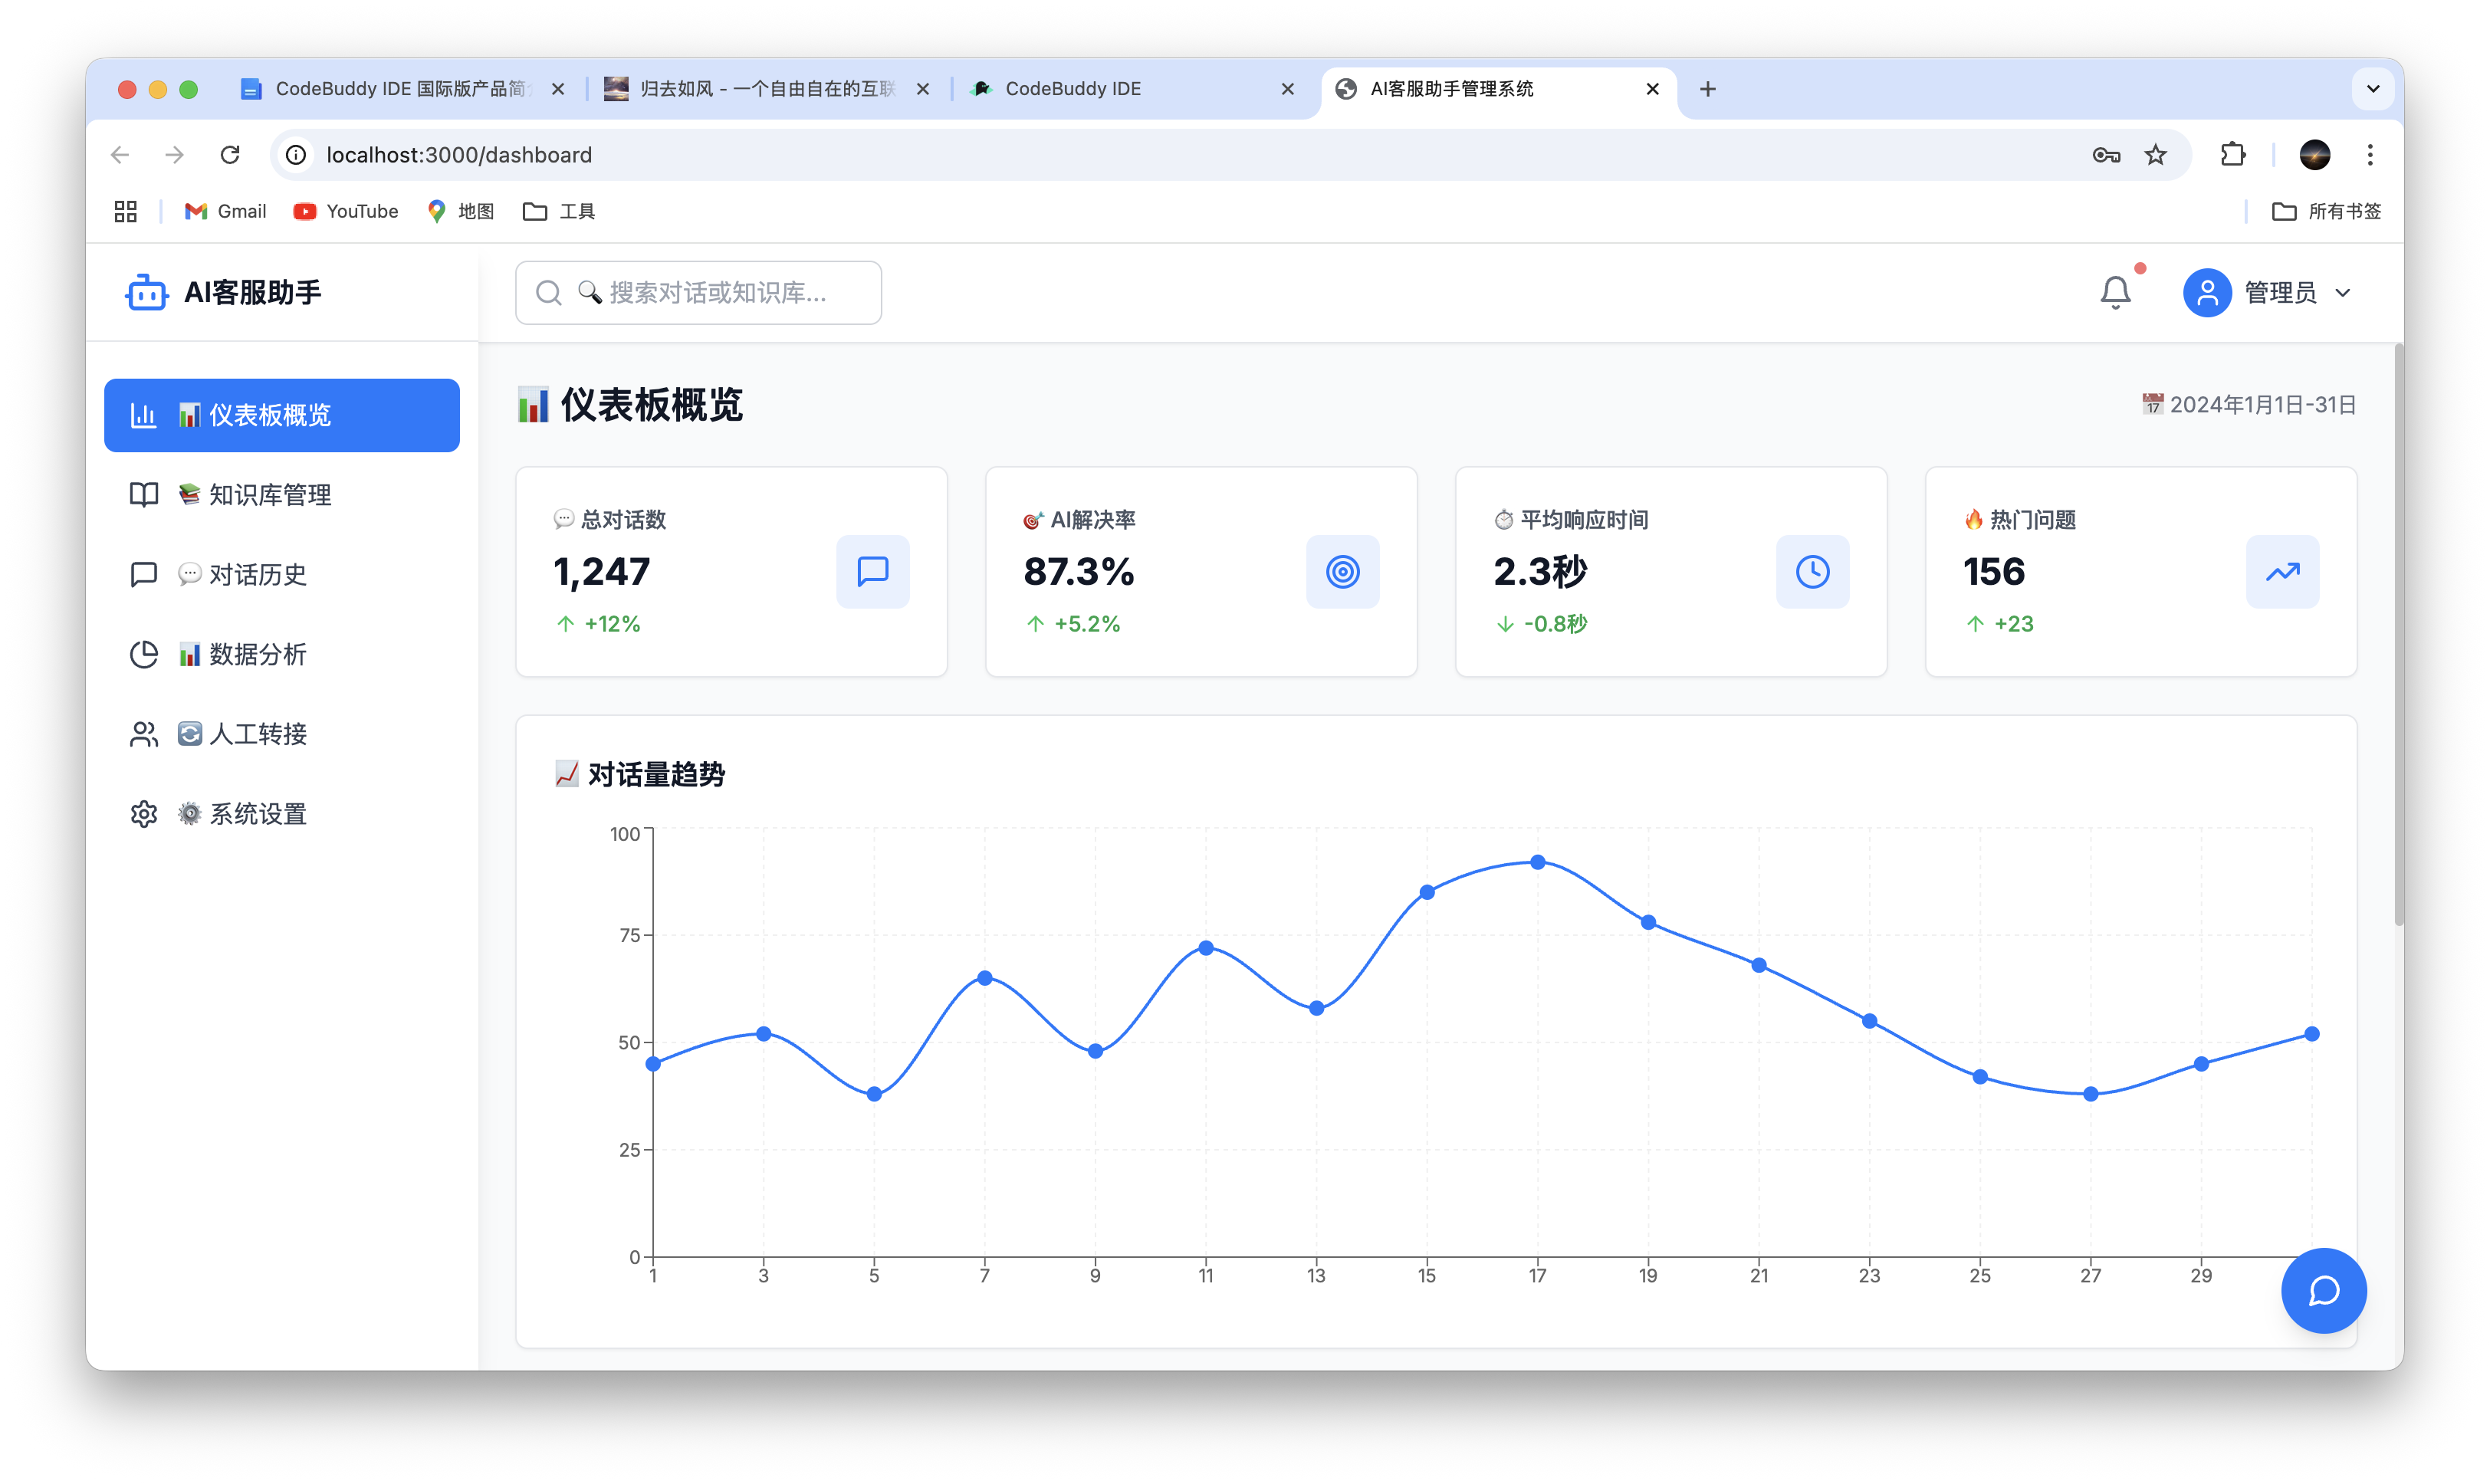 CodeBuddy IDE 国际版产品简
归去如风 - 一个自由自在的互联
CodeBuddy IDE
AI客服助手管理系统
localhost:3000/dashboard
Gmail
YouTube
地图
工具
所有书签
AI客服助手
🔍 搜索对话或知识库...
管理员
📊 仪表板概览
📚 知识库管理
💬 对话历史
📊 数据分析
🔄 人工转接
⚙️ 系统设置
📊 仪表板概览
📅 2024年1月1日-31日
💬 总对话数
1,247
↑ +12%
🎯 AI解决率
87.3%
↑ +5.2%
⏱ 平均响应时间
2.3秒
↓ -0.8秒
🔥 热门问题
156
↑ +23
📈 对话量趋势
100
75
50
25
0
1 3 5 7 9 11 13 15 17 19 21 23 25 27 29